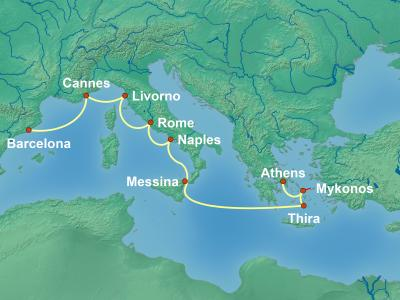 Cannes
Livorno
Rome
Barcelona
Naples
Athens
Messina
Mykonos
Thira